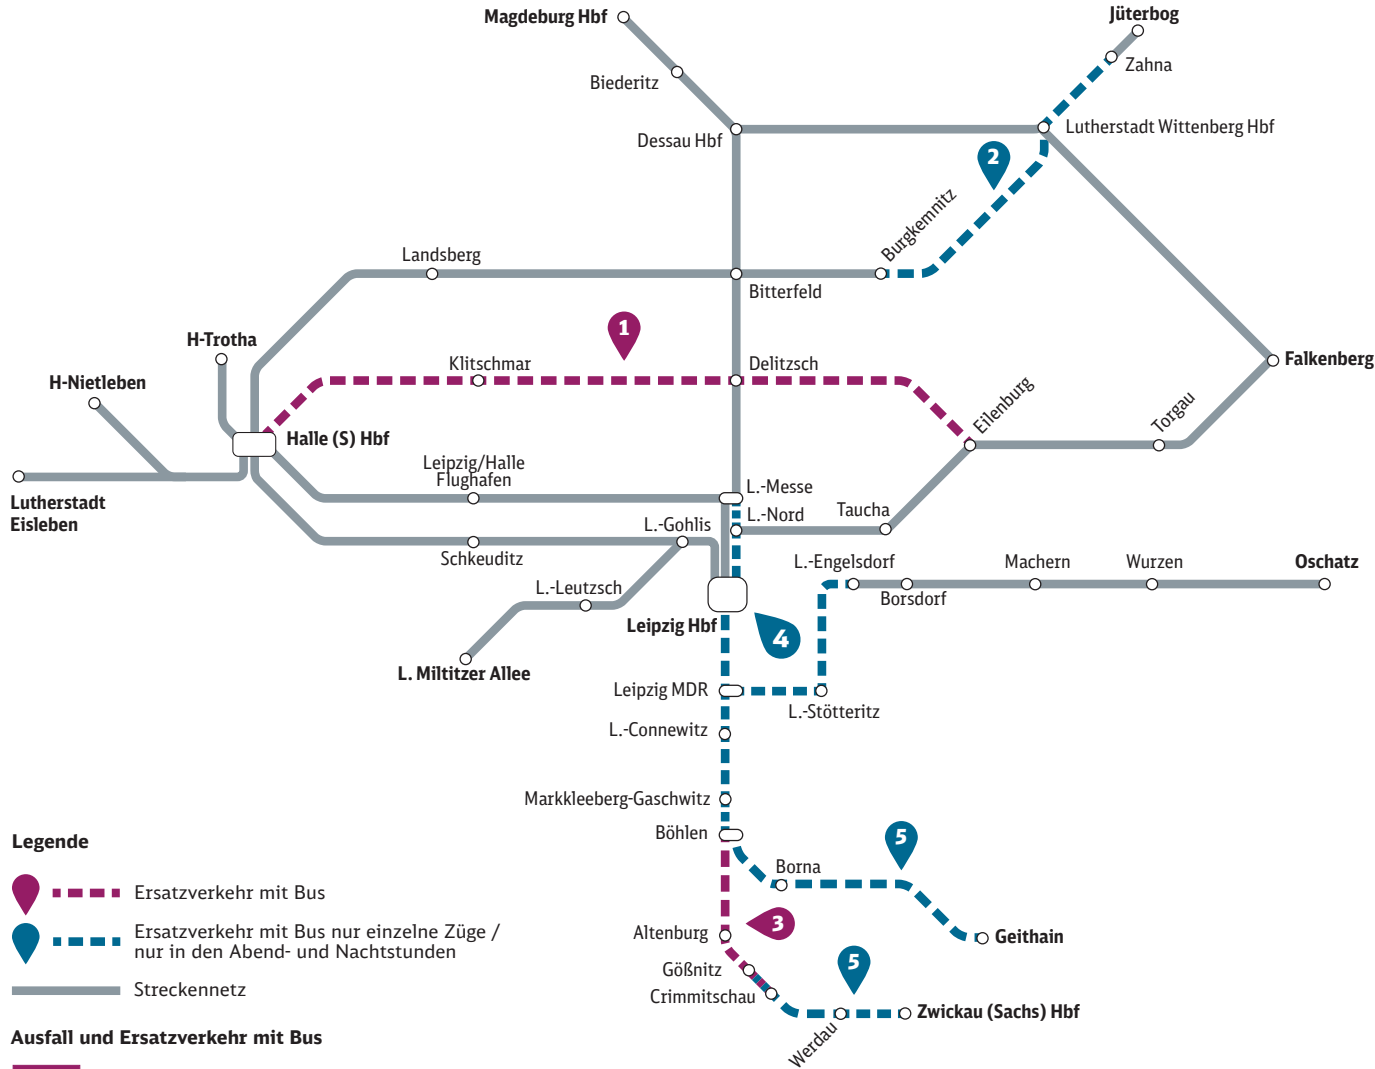 Magdeburg Hbf
Jüterbog
Zahna
Biederitz
Dessau Hbf
Lutherstadt Wittenberg Hbf
2
Burgkemnitz
Landsberg
Bitterfeld
1
H-Trotha
Klitschmar
Delitzsch
Falkenberg
H-Nietleben
Eilenburg
Torgau
Halle (S) Hbf
Leipzig/Halle
Flughafen
L.-Messe
Lutherstadt
Eisleben
L.-Nord
Taucha
L.-Gohlis
Schkeuditz
L.-Engelsdorf
Machern
Wurzen
Oschatz
L.-Leutzsch
Borsdorf
Leipzig Hbf
4
L. Miltitzer Allee
Leipzig MDR
L.-Stötteritz
L.-Connewitz
Markkleeberg-Gaschwitz
Böhlen
5
Legende
Borna
Ersatzverkehr mit Bus
3
Altenburg
Geithain
Ersatzverkehr mit Bus nur einzelne Züge /
nur in den Abend- und Nachtstunden
5
Gößnitz
Streckennetz
Crimmitschau
Zwickau (Sachs) Hbf
Werdau
Ausfall und Ersatzverkehr mit Bus